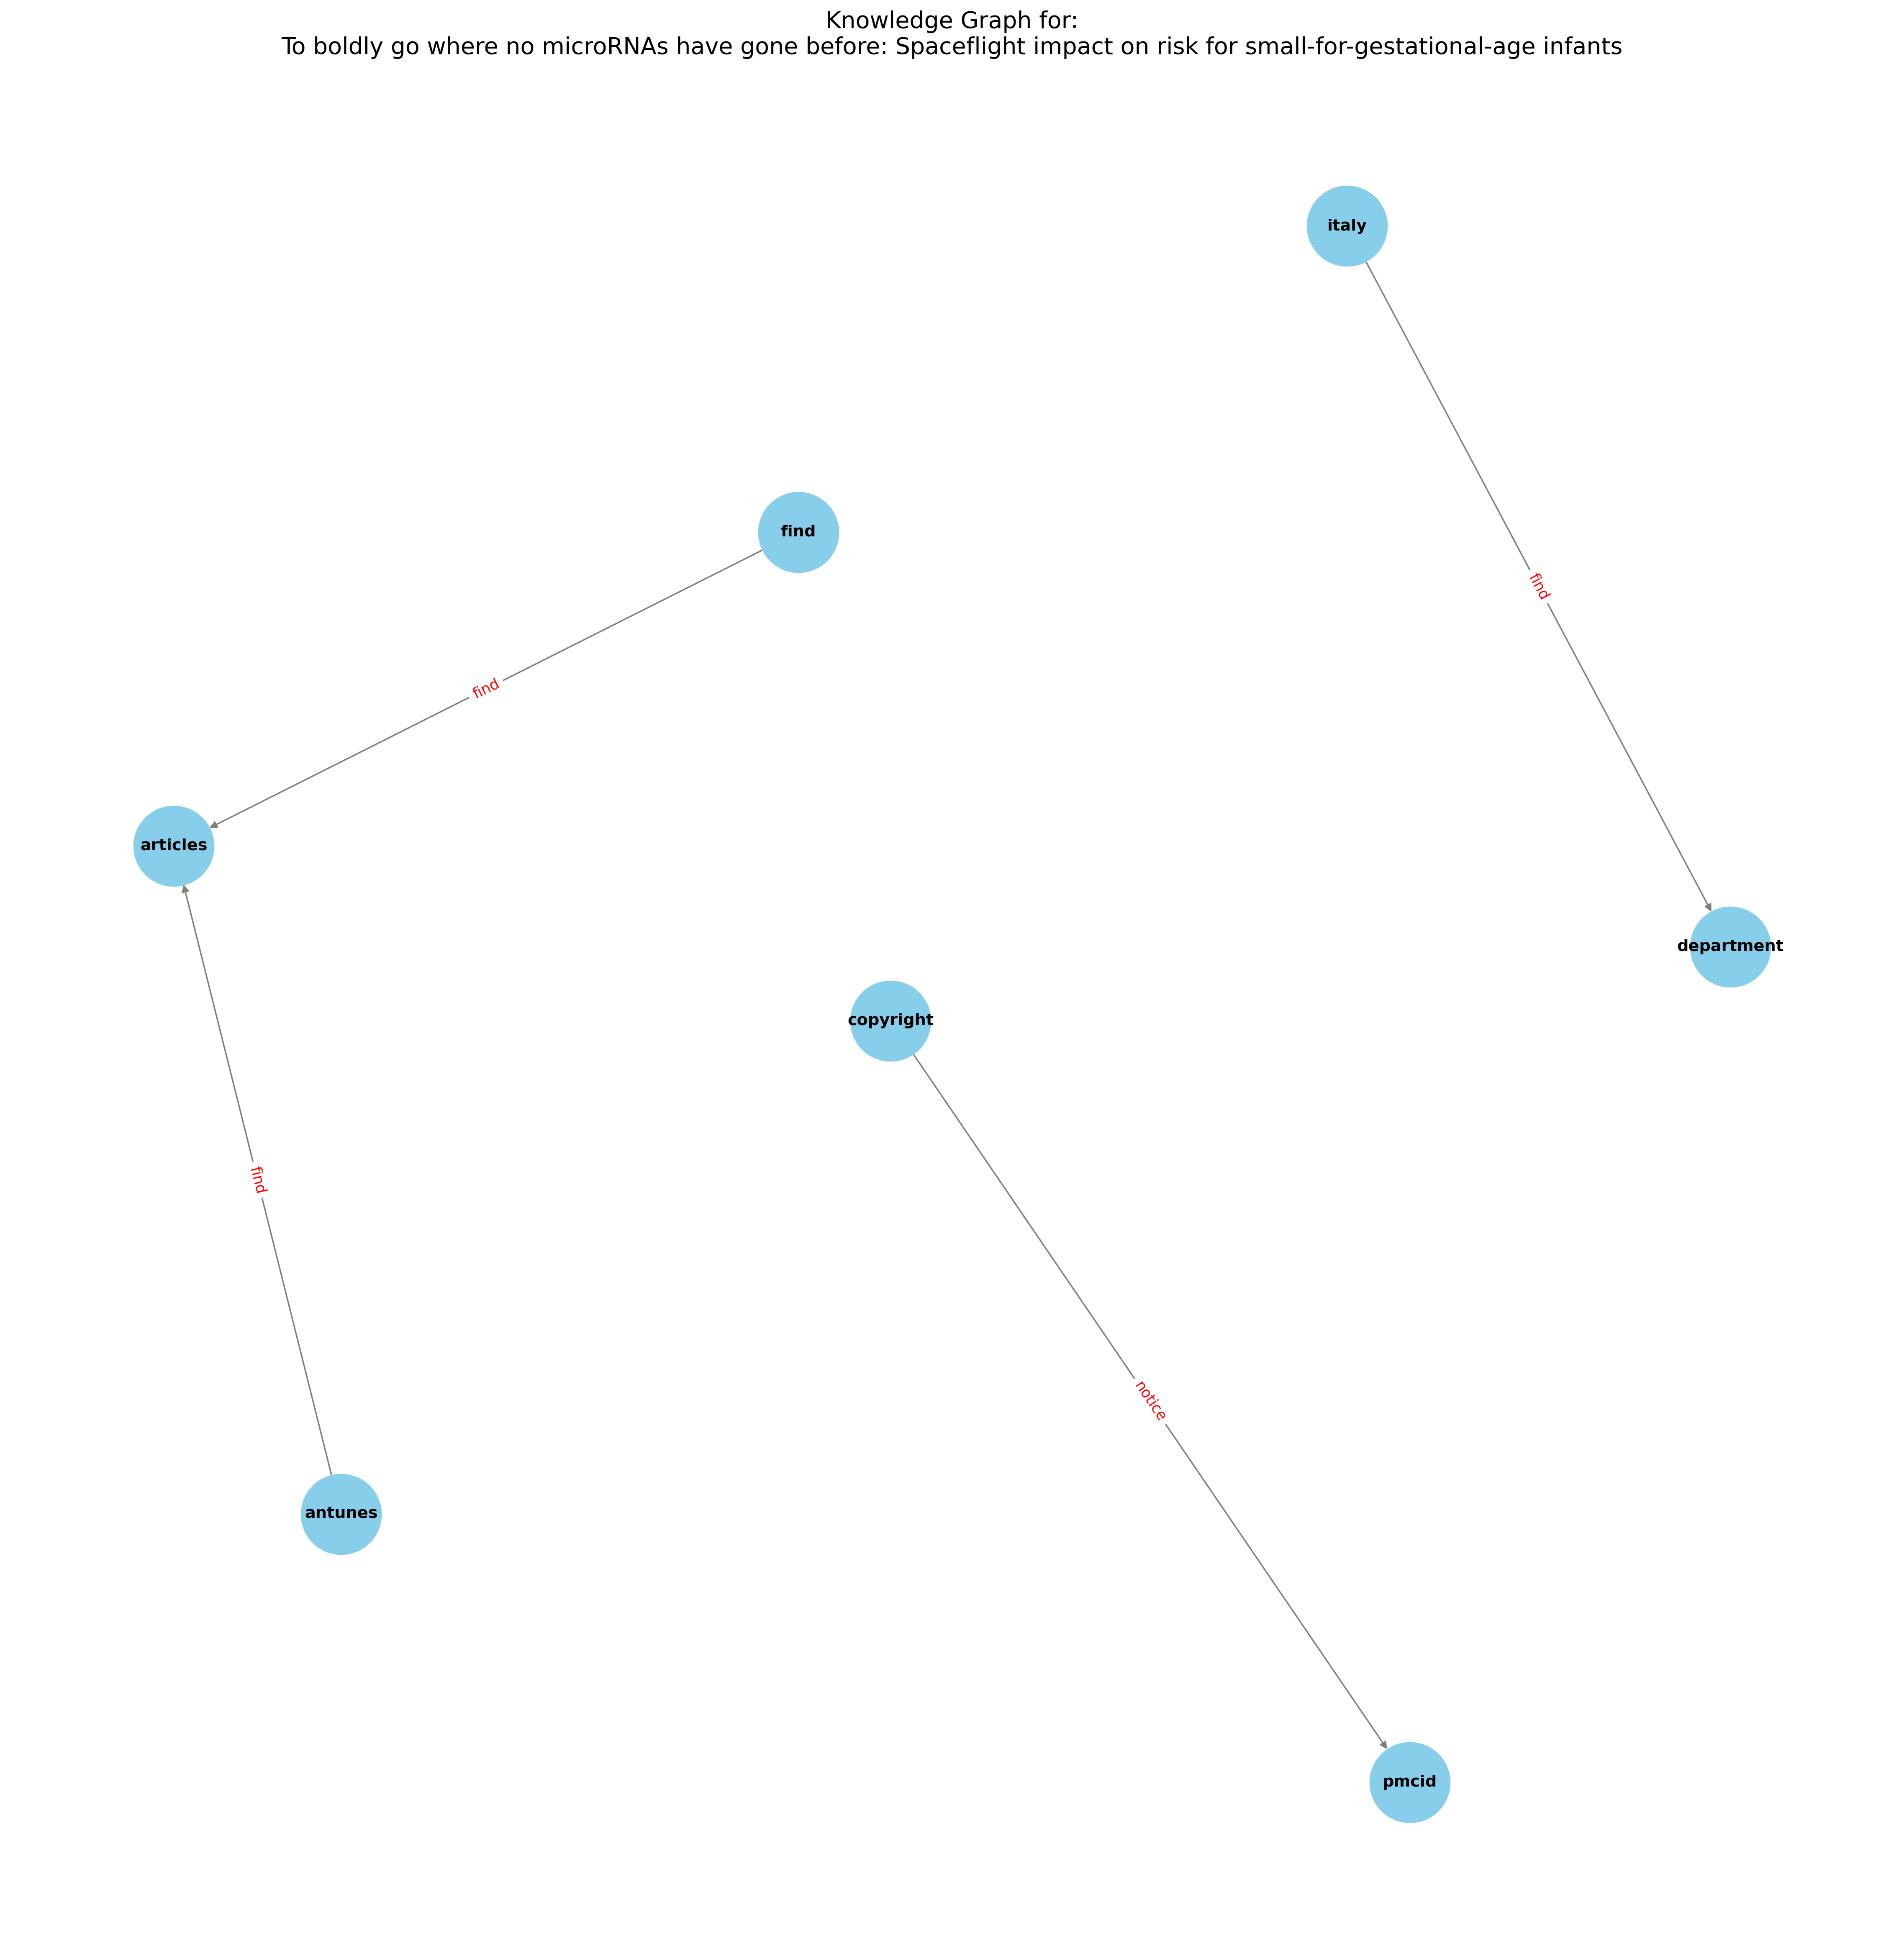 Knowledge Graph for:
To boldly go where no microRNAs have gone before: Spaceflight impact on risk for small-for-gestational-age infants
italy
find
find
find
articles
department
copyright
find
notice
antunes
pmcid